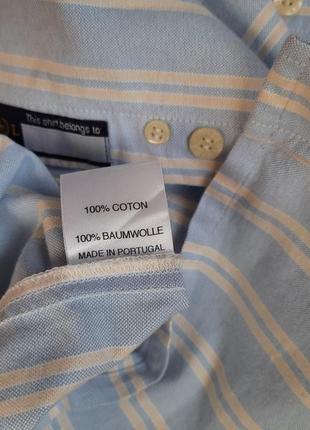 L
This shirt belongs to:
100% COTON
100% BAUMWOLLE
MADE IN PORTUGAL